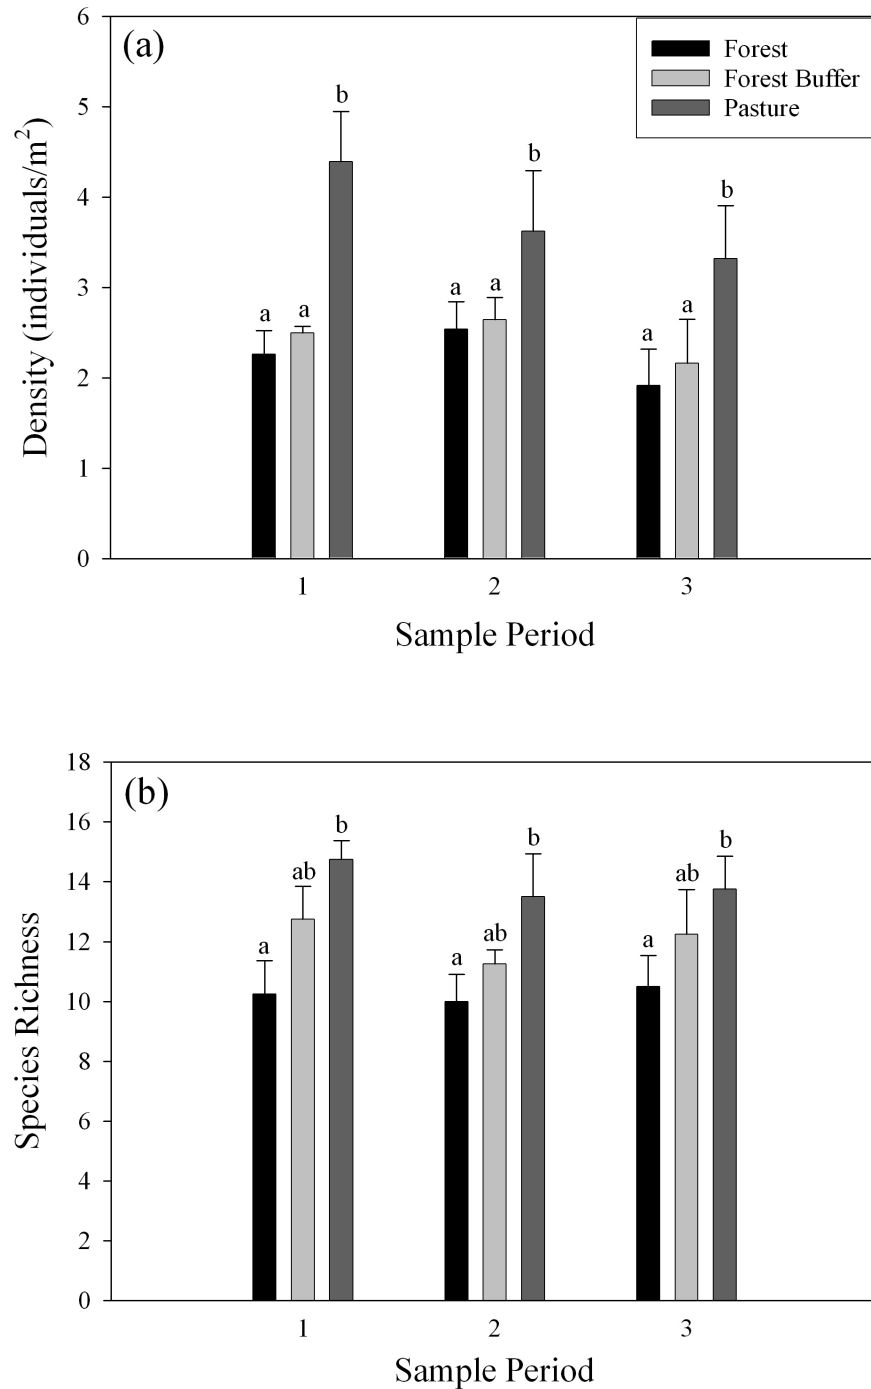 (a)
Forest
Forest Buffer
Pasture
6
5
4
3
2
1
0
Density (individuals/m²)
a a b
a a b
a a b
1 2 3
Sample Period
(b)
18
16
14
12
10
8
6
4
2
0
Species Richness
a ab b
a ab b
a ab b
1 2 3
Sample Period